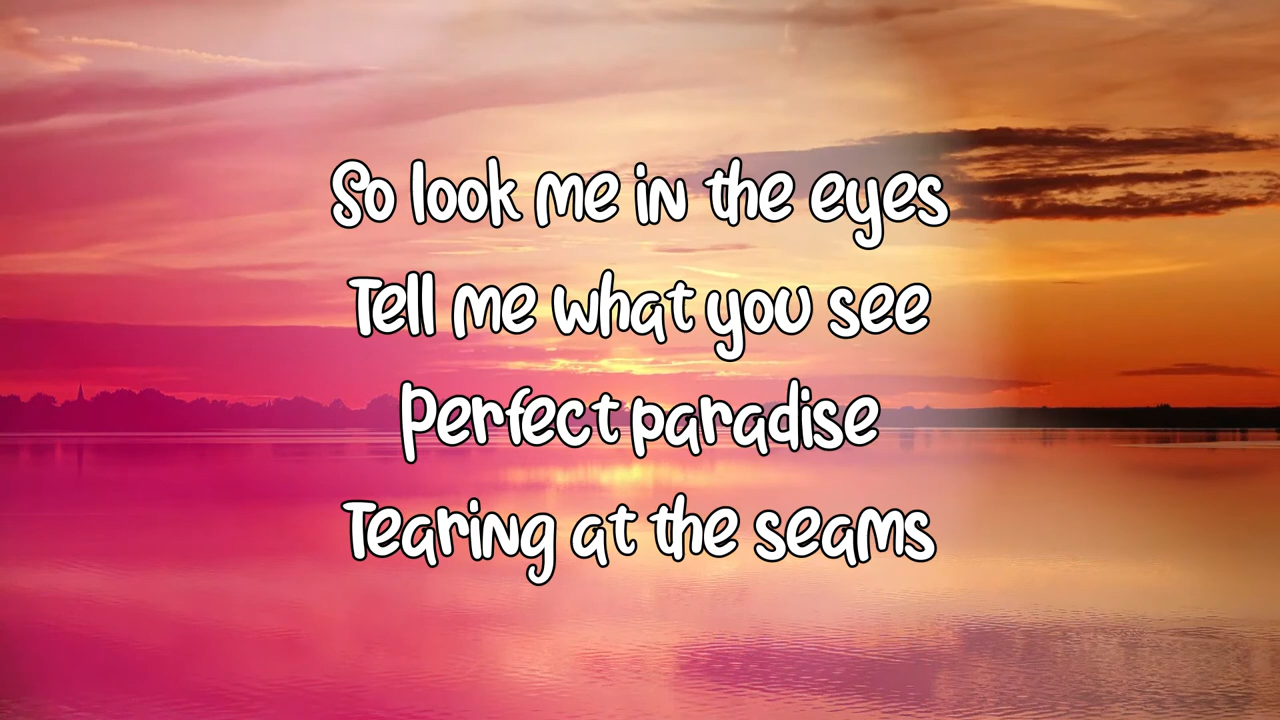 So look me in the eyes
Tell me what you see
Perfect paradise
Tearing at the seams